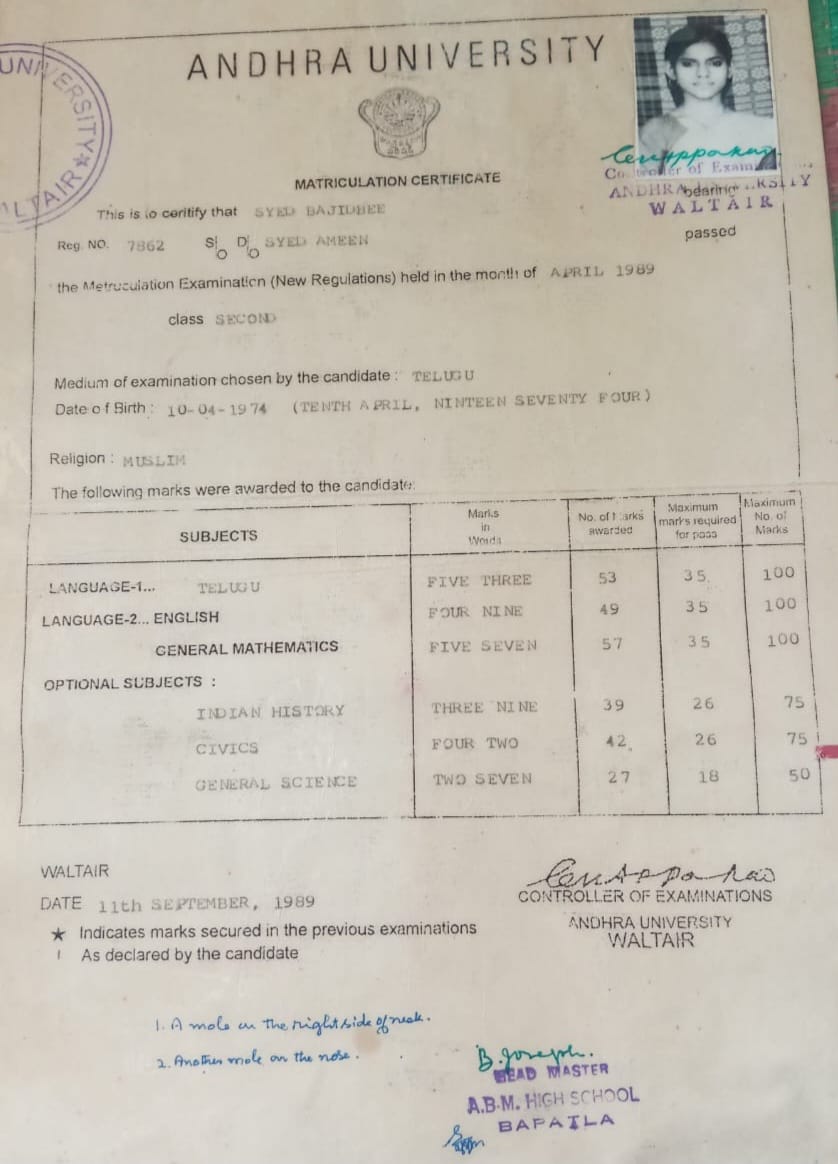 UNIVERSITY ★ WALTAIR
ANDHRA UNIVERSITY
Controller of Exam
ANDHRA
WALTAIR
MATRICULATION CERTIFICATE
This is to ceritify that SYED BAJIDBEE bearing
Reg. NO. 7862 S/o D/o SYED AMEEN passed
the Metruculation Examination (New Regulations) held in the month of APRIL 1989
class SECOND
Medium of examination chosen by the candidate : TELUGU
Date of Birth : 10-04-1974 (TENTH APRIL, NINTEEN SEVENTY FOUR)
Religion : MUSLIM
The following marks were awarded to the candidate:
SUBJECTS Marks in Words No. of Marks awarded Maximum marks required for pass Maximum No. of Marks
LANGUAGE-1... TELUGU FIVE THREE 53 35 100
LANGUAGE-2... ENGLISH FOUR NINE 49 35 100
GENERAL MATHEMATICS FIVE SEVEN 57 35 100
OPTIONAL SUBJECTS :
INDIAN HISTORY THREE NINE 39 26 75
CIVICS FOUR TWO 42 26 75
GENERAL SCIENCE TWO SEVEN 27 18 50
WALTAIR
DATE 11th SEPTEMBER, 1989
CONTROLLER OF EXAMINATIONS
ANDHRA UNIVERSITY
WALTAIR
★ Indicates marks secured in the previous examinations
! As declared by the candidate
1. A mole on the right side of neck.
2. Another mole on the nose.
B. Joseph.
HEAD MASTER
A.B.M. HIGH SCHOOL
BAPATLA